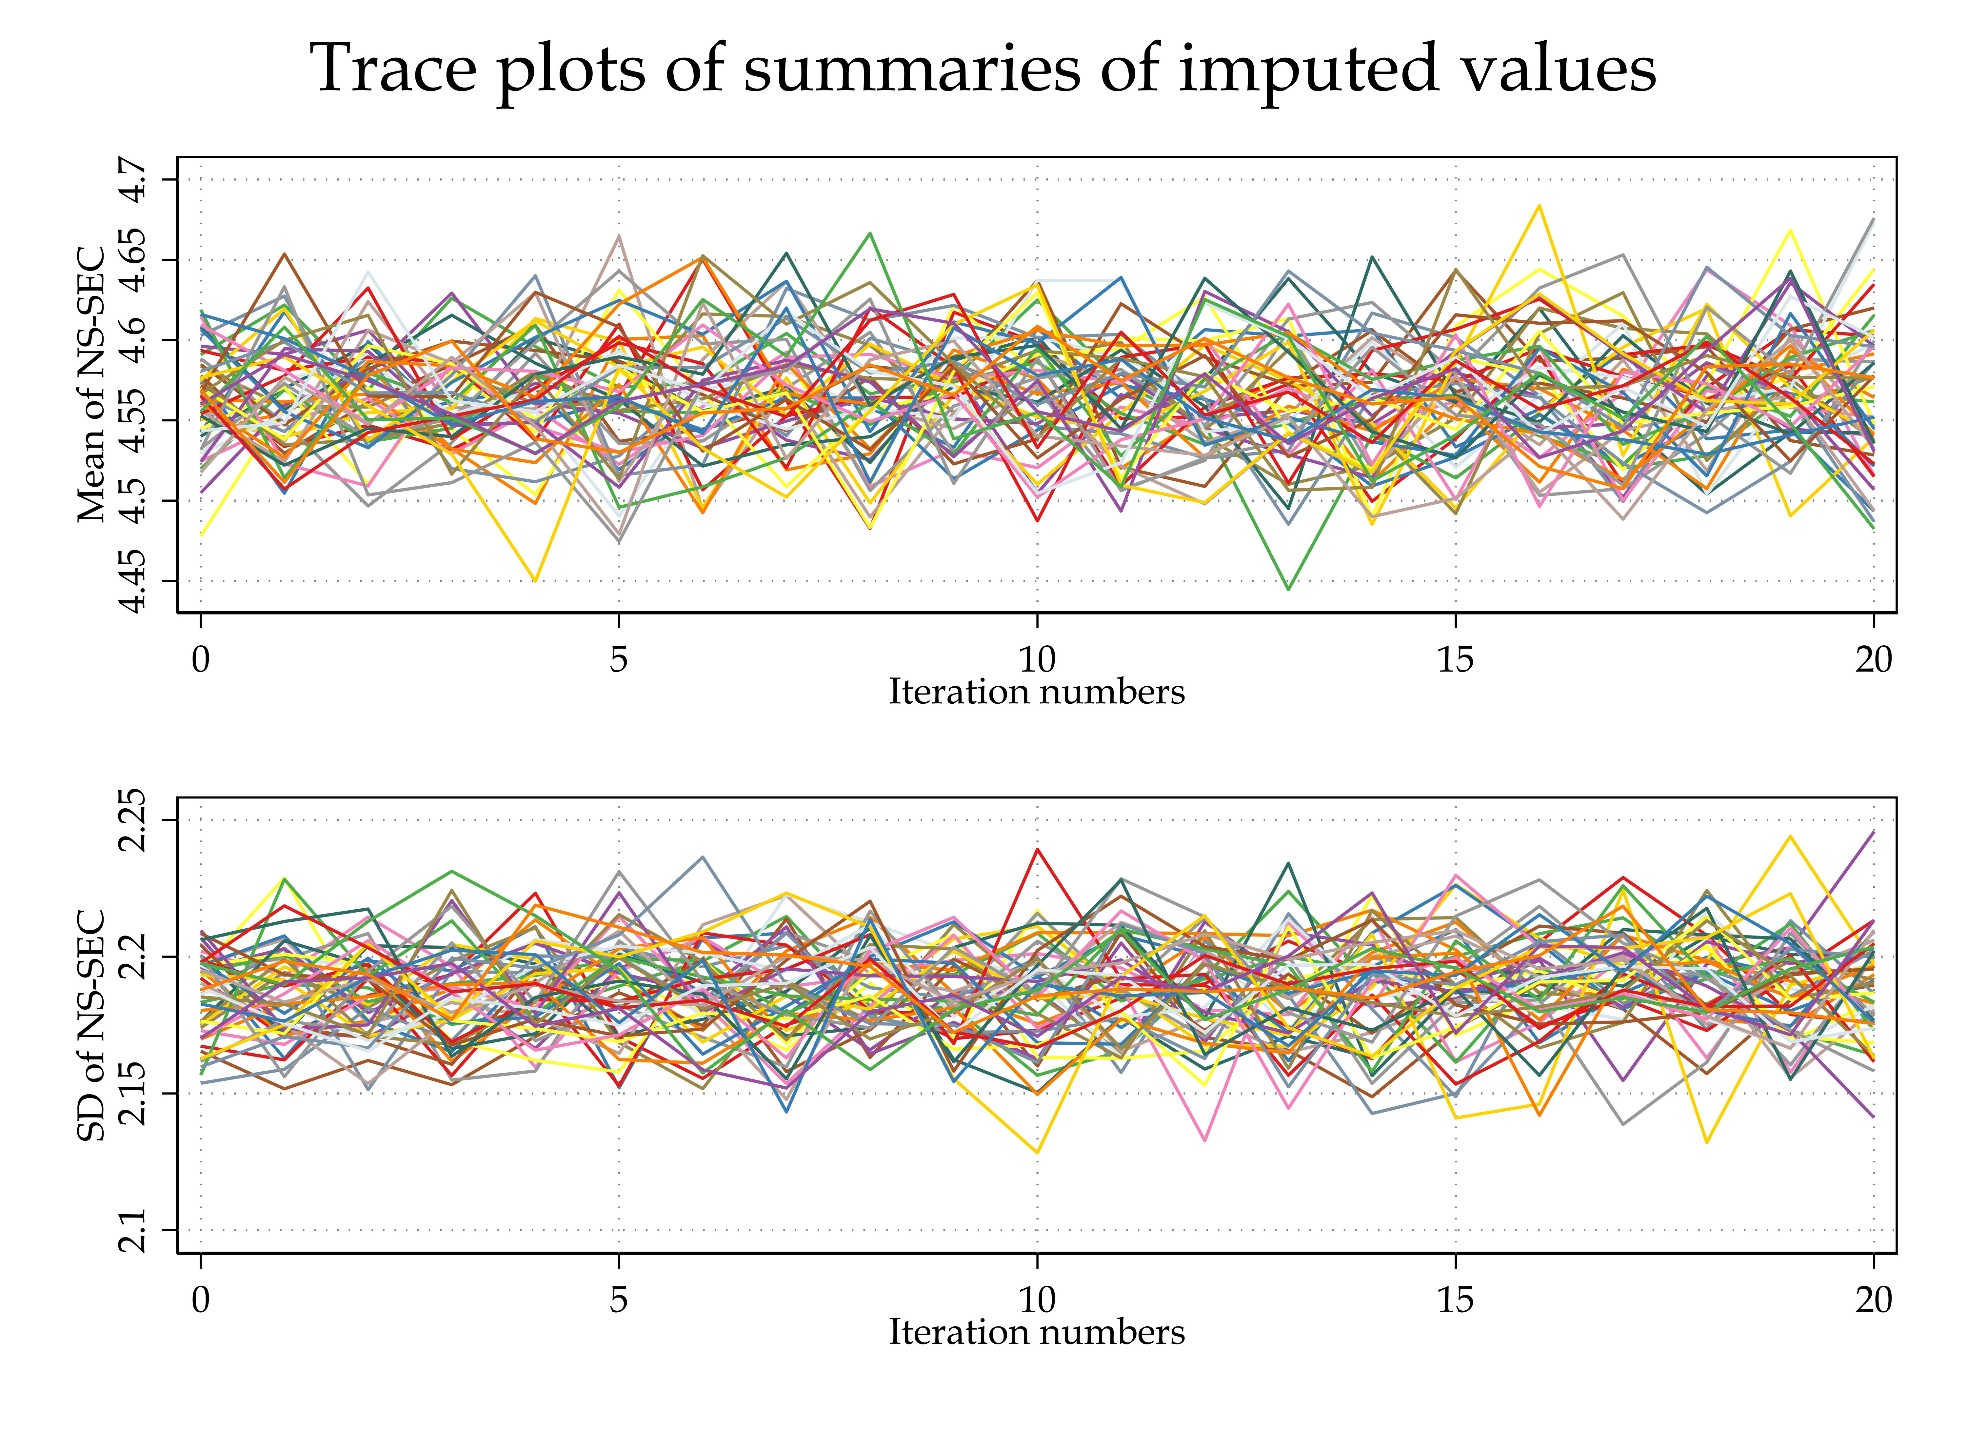 Trace plots of summaries of imputed values
Mean of NS-SEC
4.7
4.65
4.6
4.55
4.5
4.45
0 5 10 15 20
Iteration numbers
SD of NS-SEC
2.25
2.2
2.15
2.1
0 5 10 15 20
Iteration numbers